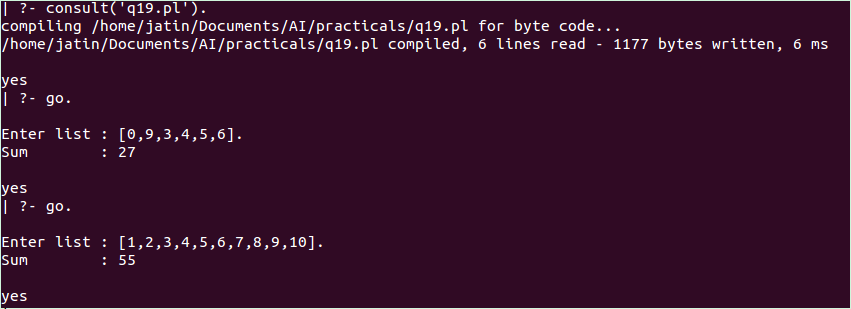 | ?- consult('q19.pl').
compiling /home/jatin/Documents/AI/practicals/q19.pl for byte code...
/home/jatin/Documents/AI/practicals/q19.pl compiled, 6 lines read - 1177 bytes written, 6 ms
yes
| ?- go.
Enter list : [0,9,3,4,5,6].
Sum        : 27
yes
| ?- go.
Enter list : [1,2,3,4,5,6,7,8,9,10].
Sum        : 55
yes